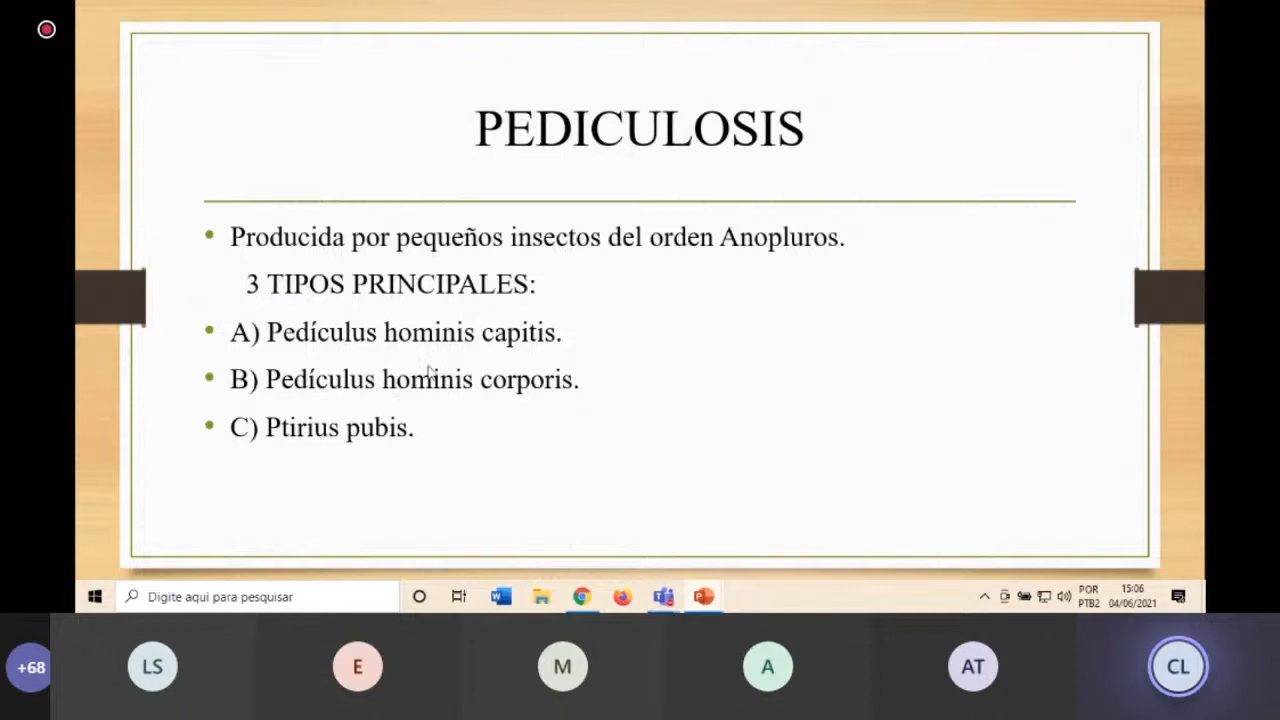 PEDICULOSIS
• Producida por pequeños insectos del orden Anopluros.
3 TIPOS PRINCIPALES:
• A) Pedículus hominis capitis.
• B) Pedículus hominis corporis.
• C) Ptirius pubis.
Digite aqui para pesquisar
POR
PTB2
15:06
04/06/2021
+68
LS
E
M
A
AT
CL